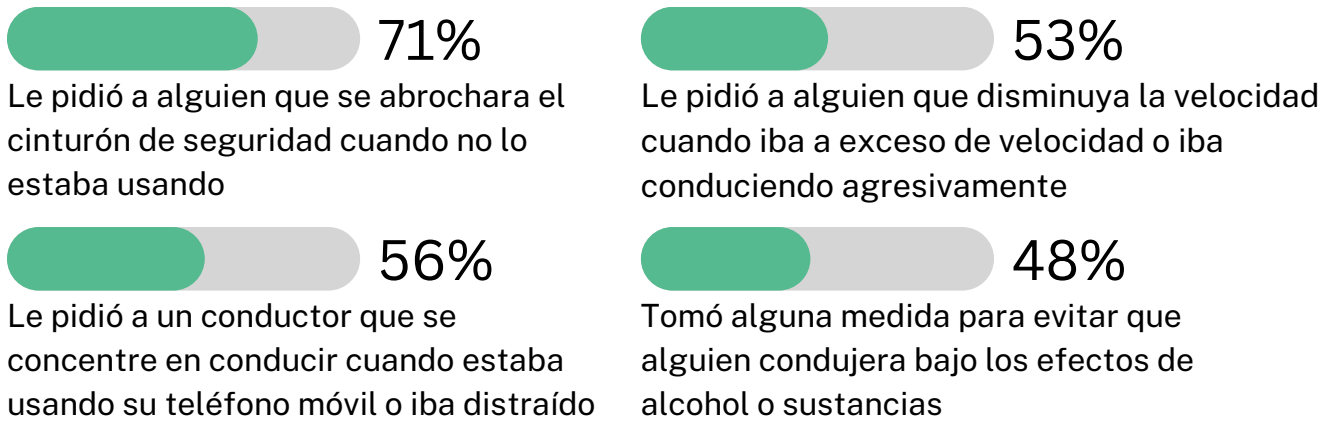 71%
Le pidió a alguien que se abrochara el
cinturón de seguridad cuando no lo
estaba usando
53%
Le pidió a alguien que disminuya la velocidad
cuando iba a exceso de velocidad o iba
conduciendo agresivamente
56%
Le pidió a un conductor que se
concentre en conducir cuando estaba
usando su teléfono móvil o iba distraído
48%
Tomó alguna medida para evitar que
alguien condujera bajo los efectos de
alcohol o sustancias